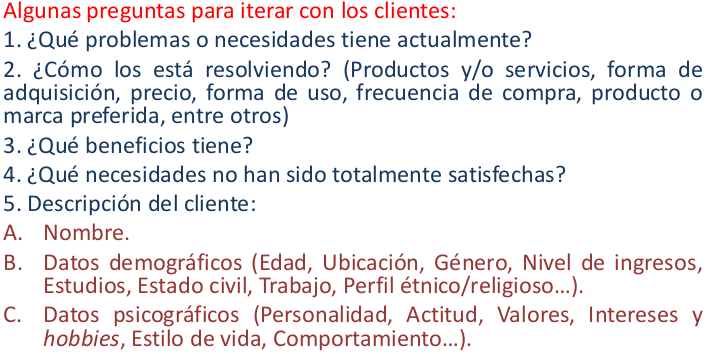 Algunas preguntas para iterar con los clientes:
1. ¿Qué problemas o necesidades tiene actualmente?
2. ¿Cómo los está resolviendo? (Productos y/o servicios, forma de
adquisición, precio, forma de uso, frecuencia de compra, producto o
marca preferida, entre otros)
3. ¿Qué beneficios tiene?
4. ¿Qué necesidades no han sido totalmente satisfechas?
5. Descripción del cliente:
A. Nombre.
B. Datos demográficos (Edad, Ubicación, Género, Nivel de ingresos,
Estudios, Estado civil, Trabajo, Perfil étnico/religioso...).
C. Datos psicográficos (Personalidad, Actitud, Valores, Intereses y
hobbies, Estilo de vida, Comportamiento...).